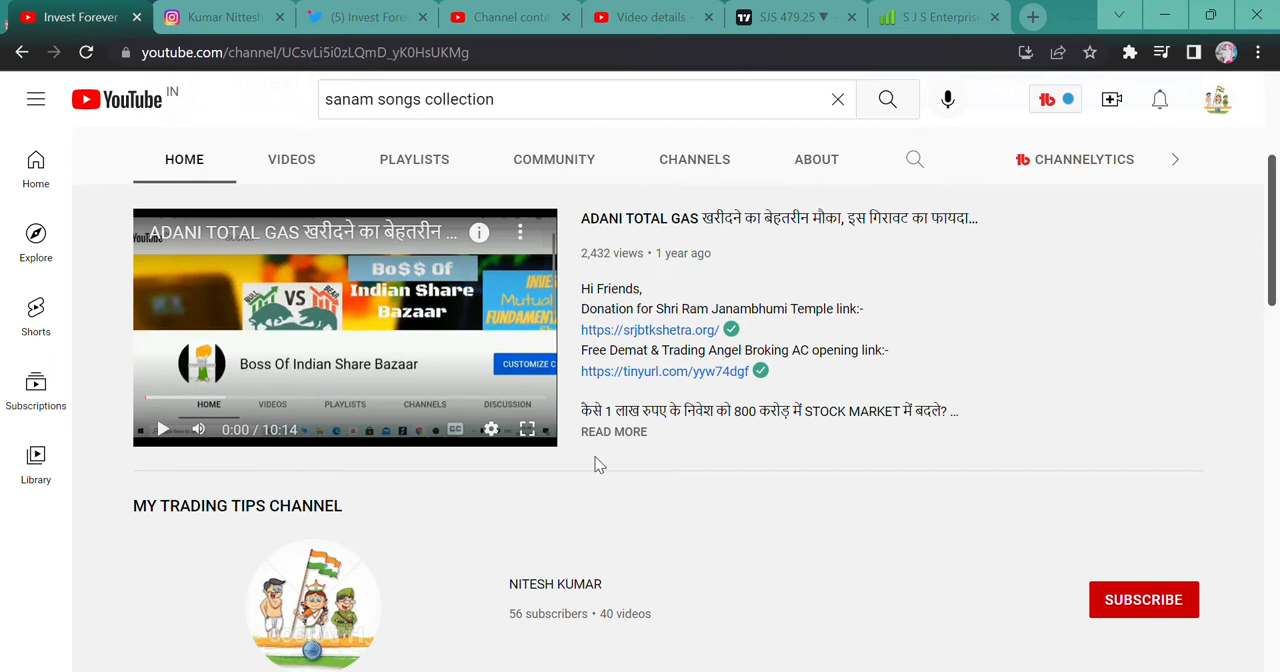 Invest Forever
Kumar Nittesh
(5) Invest Fore
Channel conte
Video details -
SJS 479.25 ▼
S J S Enterpris
youtube.com/channel/UCsvLi5i0zLQmD_yK0HsUKMg
YouTube IN
sanam songs collection
HOME VIDEOS PLAYLISTS COMMUNITY CHANNELS ABOUT CHANNELYTICS
Home
Explore
Shorts
Subscriptions
Library
ADANI TOTAL GAS खरीदने का बेहतरीन ...
Bo$$ Of
Indian Share
Bazaar
VS
INVE
Mutual
FUNDAMENT
Boss Of Indian Share Bazaar
CUSTOMIZE C
HOME VIDEOS PLAYLISTS CHANNELS DISCUSSION
0:00 / 10:14
ADANI TOTAL GAS खरीदने का बेहतरीन मौका, इस गिरावट का फायदा...
2,432 views • 1 year ago
Hi Friends,
Donation for Shri Ram Janambhumi Temple link:-
https://srjbtkshetra.org/
Free Demat & Trading Angel Broking AC opening link:-
https://tinyurl.com/yyw74dgf
कैसे 1 लाख रुपए के निवेश को 800 करोड़ में STOCK MARKET में बदले? ...
READ MORE
MY TRADING TIPS CHANNEL
NITESH KUMAR
56 subscribers • 40 videos
SUBSCRIBE